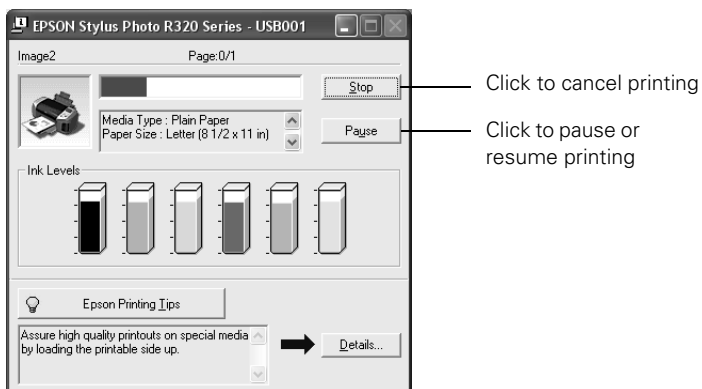 EPSON Stylus Photo R320 Series - USB001
Image2 Page:0/1
Stop
Click to cancel printing
Media Type : Plain Paper
Paper Size : Letter (8 1/2 x 11 in)
Pause
Click to pause or
resume printing
Ink Levels
Epson Printing Tips
Assure high quality printouts on special media
by loading the printable side up.
Details...